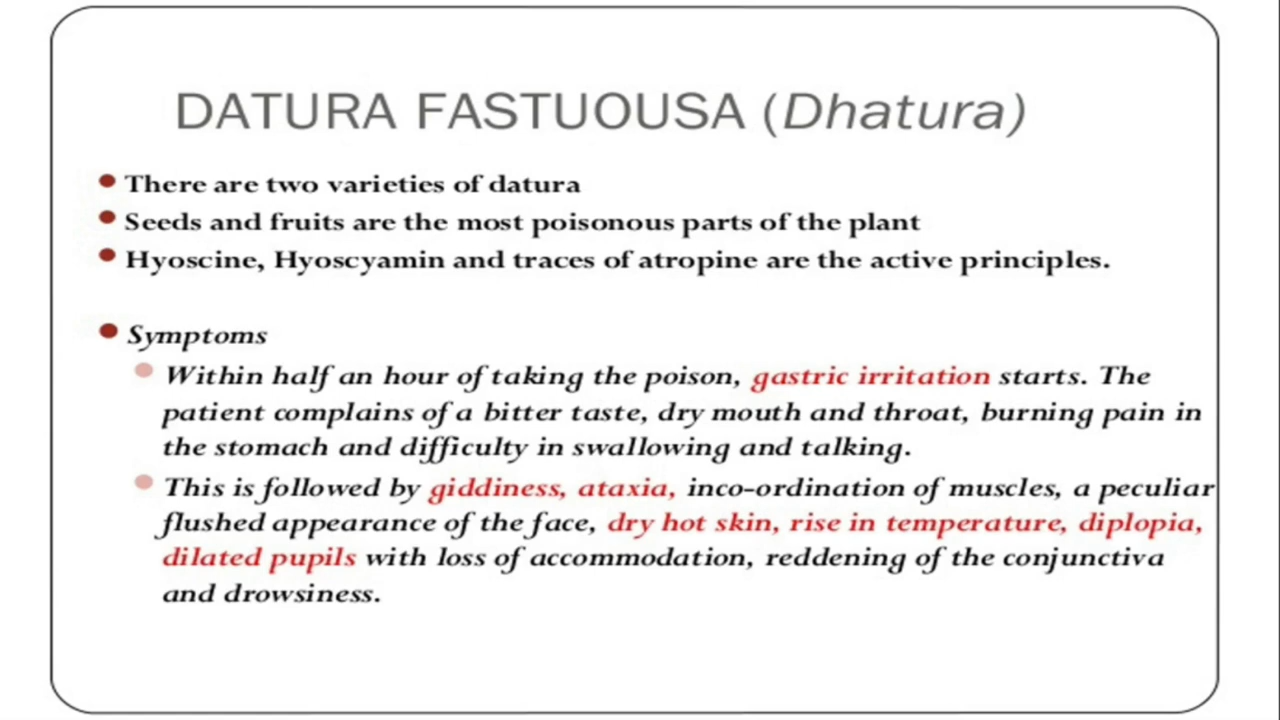 DATURA FASTUOUSA (Dhatura)
There are two varieties of datura
Seeds and fruits are the most poisonous parts of the plant
Hyoscine, Hyoscyamin and traces of atropine are the active principles.
Symptoms
Within half an hour of taking the poison, gastric irritation starts. The
patient complains of a bitter taste, dry mouth and throat, burning pain in
the stomach and difficulty in swallowing and talking.
This is followed by giddiness, ataxia, inco-ordination of muscles, a peculiar
flushed appearance of the face, dry hot skin, rise in temperature, diplopia,
dilated pupils with loss of accommodation, reddening of the conjunctiva
and drowsiness.